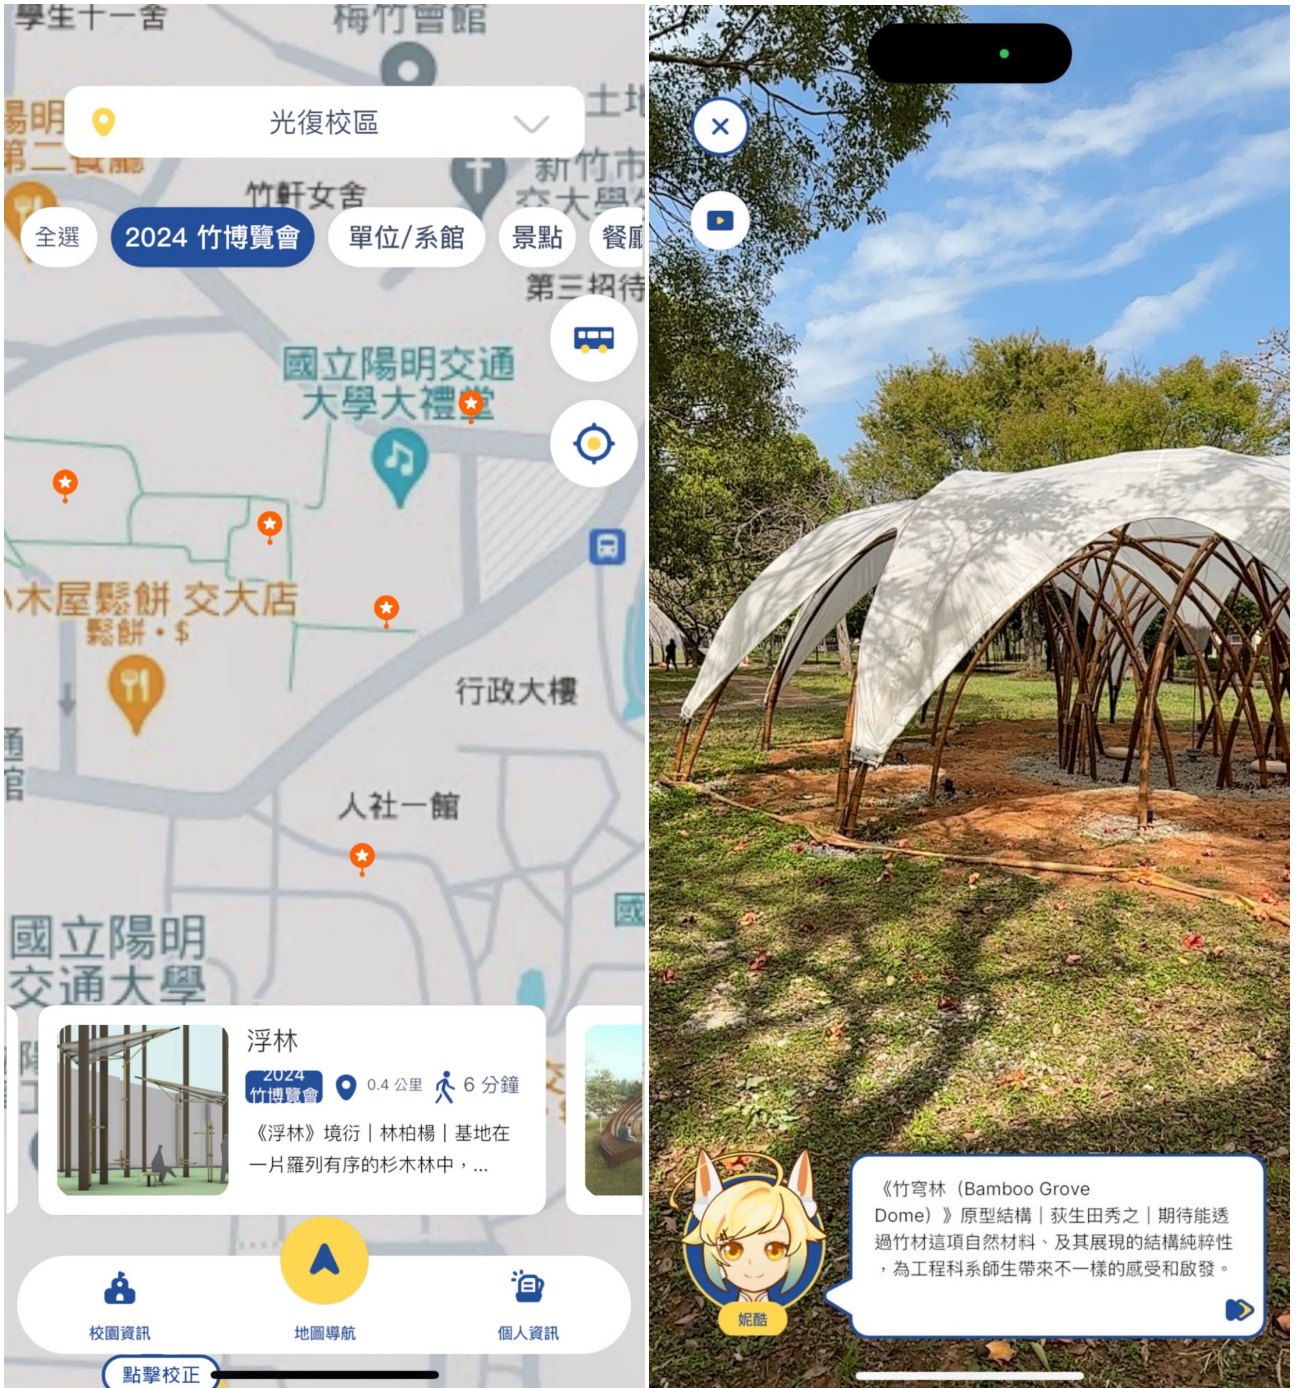 學生十一舍
梅竹會館
光復校區
陽明
第二餐廳
土地
新竹市
交大學
竹軒女舍
全選
2024 竹博覽會
單位/系館
景點
餐廳
第三招待
國立陽明交通
大學大禮堂
小木屋鬆餅 交大店
鬆餅・$
行政大樓
通
館
人社一館
國立陽明
交通大學
國
浮林
2024
竹博覽會
0.4 公里
6 分鐘
《浮林》境衍｜林柏楊｜基地在
一片羅列有序的杉木林中，...
校園資訊
地圖導航
個人資訊
點擊校正
《竹穹林（Bamboo Grove
Dome）》原型結構｜荻生田秀之｜期待能透
過竹材這項自然材料、及其展現的結構純粹性
，為工程科系師生帶來不一樣的感受和啟發。
妮酷